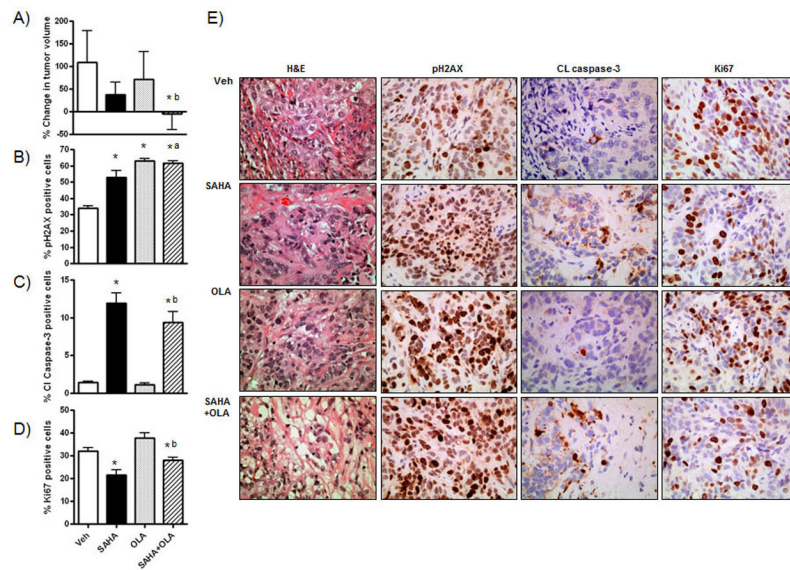 A)
% Change in tumor volume
200
150
100
50
0
-50
* b
B)
% pH2AX positive cells
70
60
50
40
30
20
10
0
*
*
* a
C)
% Cl Caspase-3 positive cells
15
10
5
0
*
* b
D)
% Ki67 positive cells
50
40
30
20
10
0
*
* b
Veh
SAHA
OLA
SAHA+OLA
E)
H&E
pH2AX
CL caspase-3
Ki67
Veh
SAHA
OLA
SAHA
+OLA